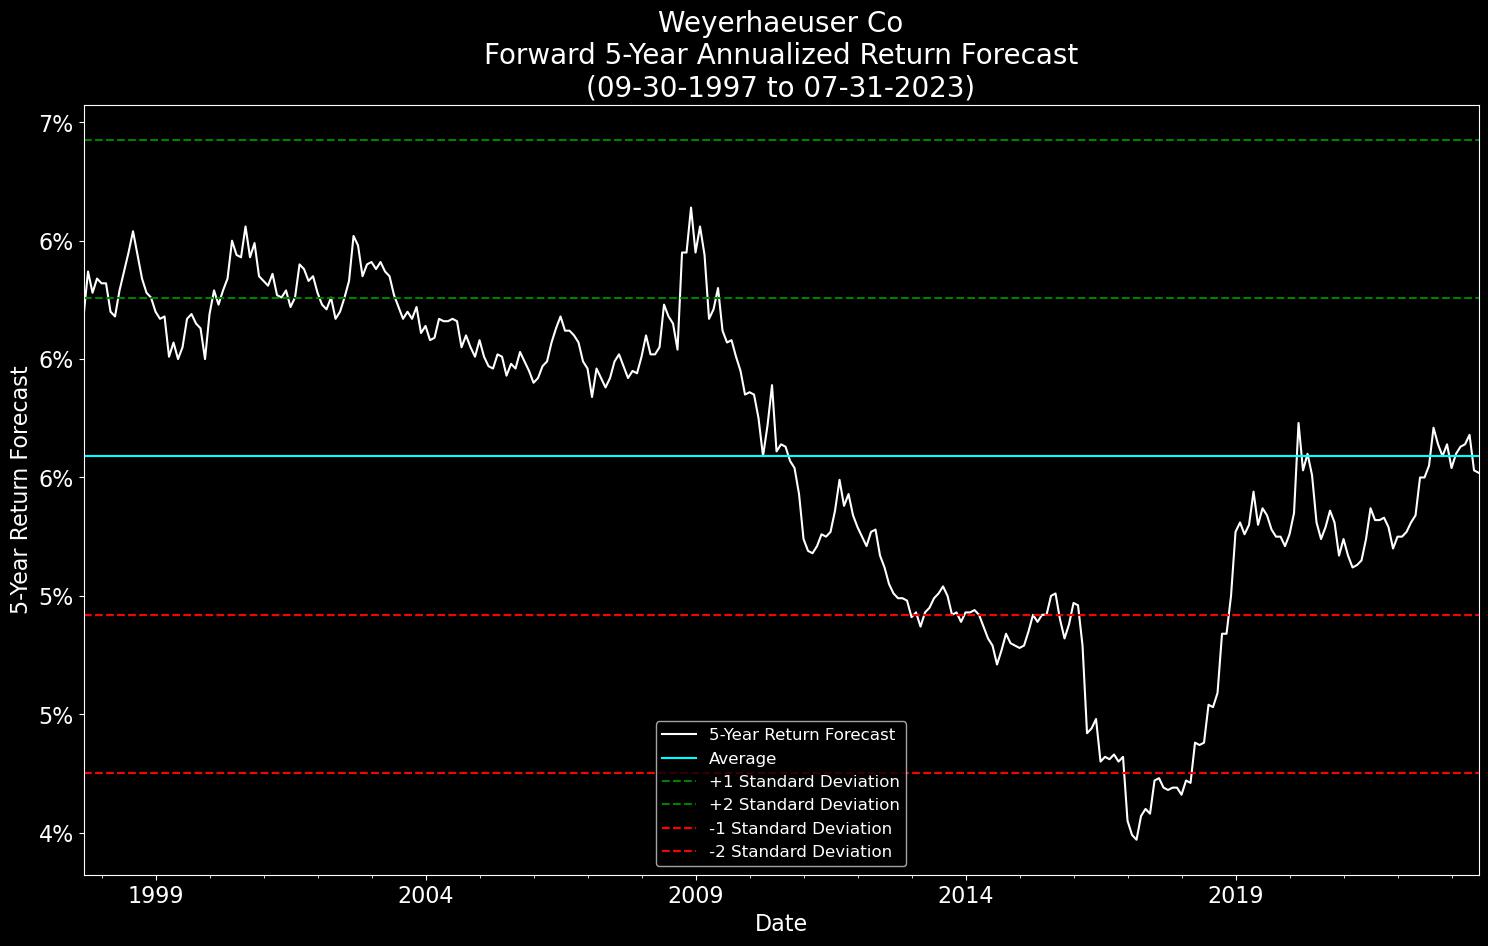 Weyerhaeuser Co
Forward 5-Year Annualized Return Forecast
(09-30-1997 to 07-31-2023)
7%
6%
6%
6%
5%
5%
4%
5-Year Return Forecast
5-Year Return Forecast
Average
+1 Standard Deviation
+2 Standard Deviation
-1 Standard Deviation
-2 Standard Deviation
1999
2004
2009
2014
2019
Date